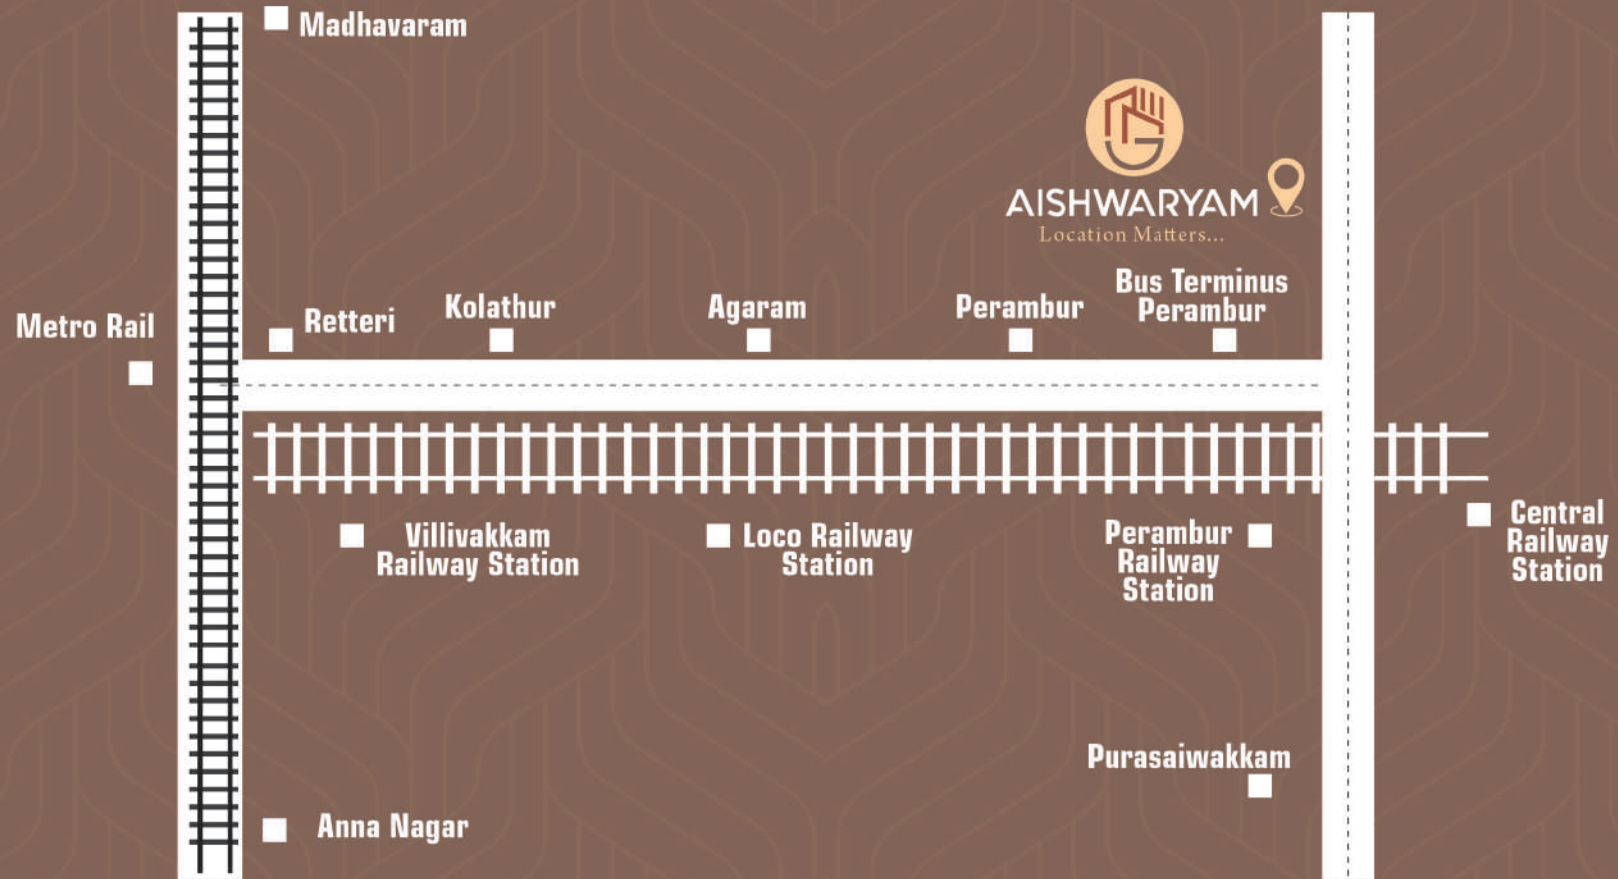 Madhavaram
AISHWARYAM
Location Matters...
Metro Rail
Retteri
Kolathur
Agaram
Perambur
Bus Terminus
Perambur
Villivakkam
Railway Station
Loco Railway
Station
Perambur
Railway
Station
Central
Railway
Station
Purasaiwakkam
Anna Nagar